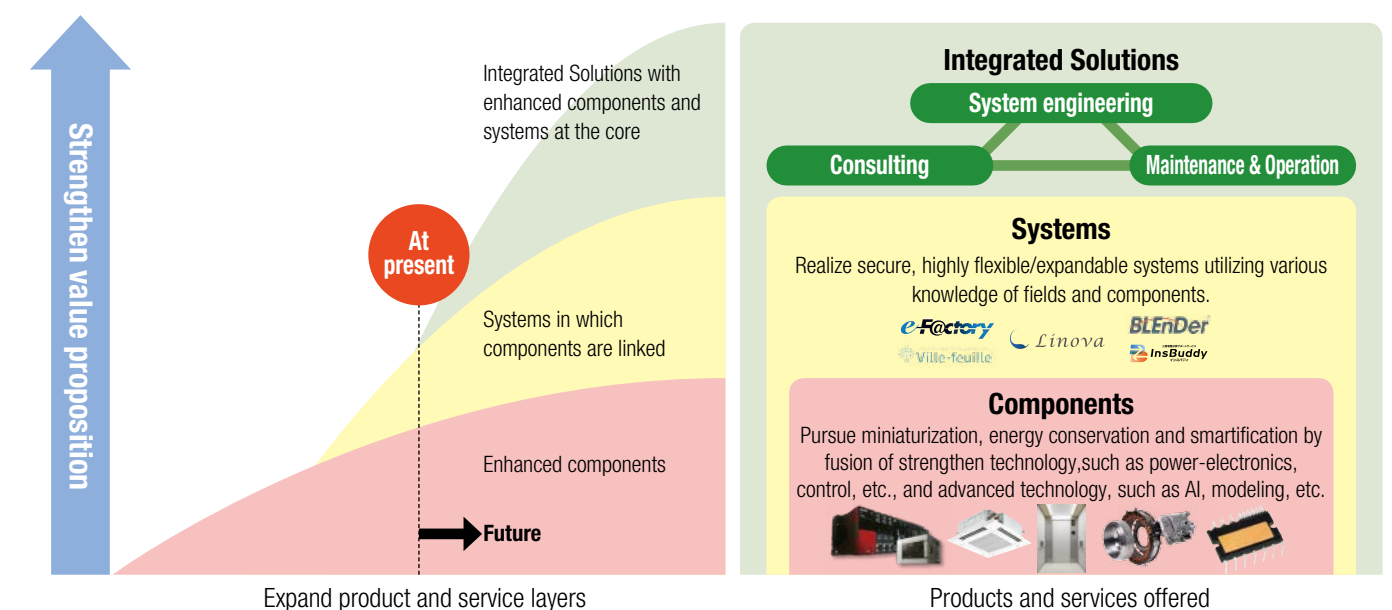 Strengthen value proposition
Integrated Solutions with
enhanced components and
systems at the core
At
present
Systems in which
components are linked
Enhanced components
Future
Expand product and service layers
Integrated Solutions
System engineering
Consulting
Maintenance & Operation
Systems
Realize secure, highly flexible/expandable systems utilizing various
knowledge of fields and components.
e-F@ctory
Linova
BLEnDer
Ville-feuille
InsBuddy
Components
Pursue miniaturization, energy conservation and smartification by
fusion of strengthen technology,such as power-electronics,
control, etc., and advanced technology, such as AI, modeling, etc.
Products and services offered